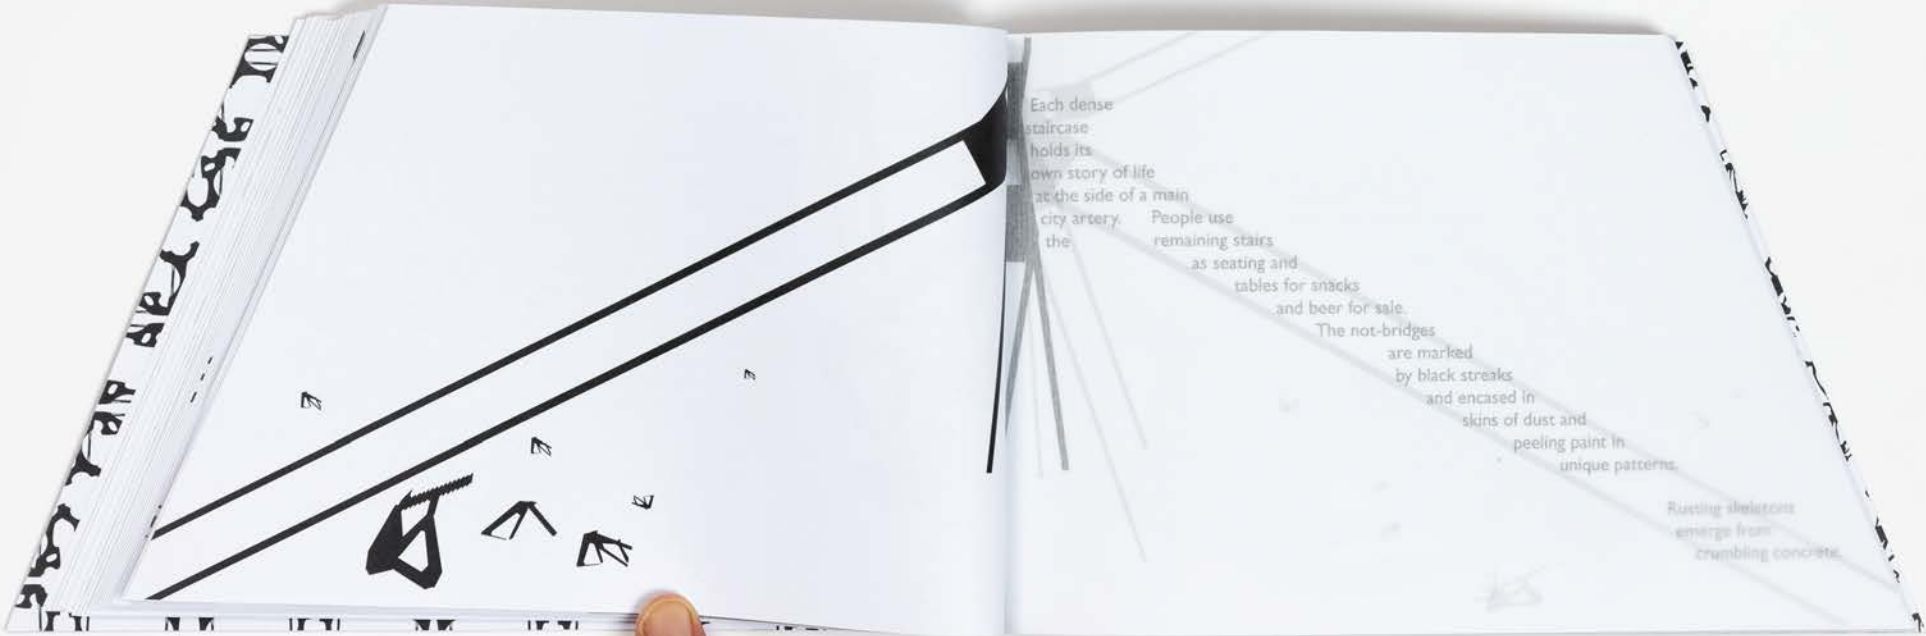 Each dense
staircase
holds its
own story of life
at the side of a main
city artery. People use
the remaining stairs
as seating and
tables for snacks
and beer for sale.
The not-bridges
are marked
by black streaks
and encased in
skins of dust and
peeling paint in
unique patterns.
Rusting skeletons
emerge from
crumbling concrete.